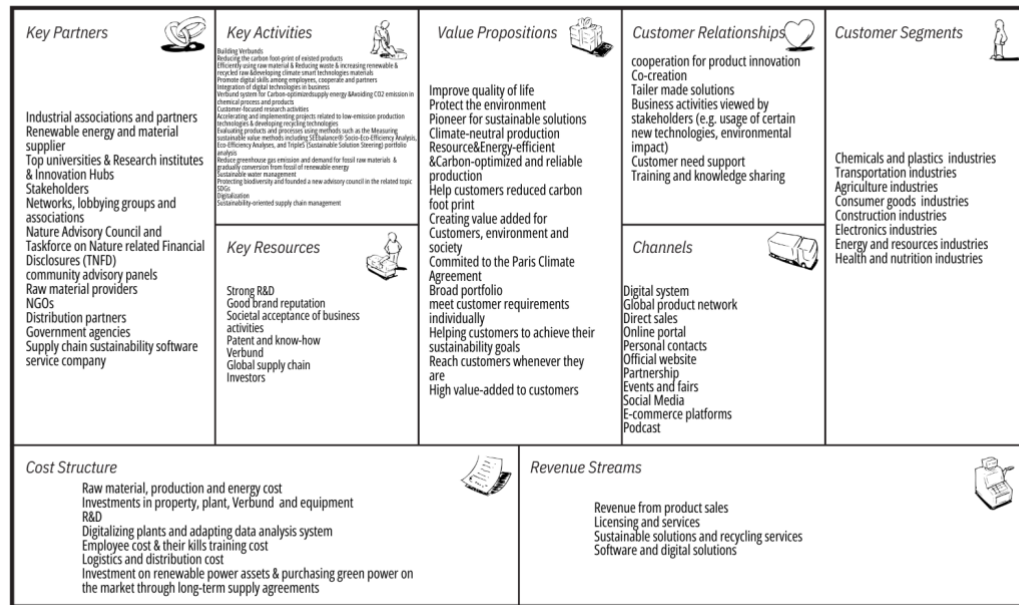 Key Partners
Industrial associations and partners
Renewable energy and material
supplier
Top universities & Research institutes
& Innovation Hubs
Stakeholders
Networks, lobbying groups and
associations
Nature Advisory Council and
Taskforce on Nature related Financial
Disclosures (TNFD)
community advisory panels
Raw material providers
NGOs
Distribution partners
Government agencies
Supply chain sustainability software
service company
Key Activities
Building Verbunds
Reducing the carbon foot-print of existed products
Efficiently using raw material & Reducing waste & increasing renewable &
recycled raw &developing climate smart technologies materials
Promote digital skills among employees, cooperate and partners
Integration of digital technologies in business
Verbund system for Carbon-optimizedsupply energy &Avoiding CO2 emission in
chemical process and products
Customer-focused research activities
Accelerating and implementing projects related to low-emission production
technologies & developing recycling technologies
Evaluating products and processes using methods such as the Measuring
sustainable value methods including SEEbalance® Socio-Eco-Efficiency Analysis,
Eco-Efficiency Analyses, and TripleS (Sustainable Solution Steering) portfolio
analysis
Reduce greenhouse gas emission and demand for fossil raw materials &
gradually conversion from fossil of renewable energy
Sustainable water management
Protecting biodiversity and founded a new advisory council in the related topic
SDGs
Digitalization
Sustainability-oriented supply chain management
Key Resources
Strong R&D
Good brand reputation
Societal acceptance of business
activities
Patent and know-how
Verbund
Global supply chain
Investors
Value Propositions
Improve quality of life
Protect the environment
Pioneer for sustainable solutions
Climate-neutral production
Resource&Energy-efficient
&Carbon-optimized and reliable
production
Help customers reduced carbon
foot print
Creating value added for
Customers, environment and
society
Commited to the Paris Climate
Agreement
Broad portfolio
meet customer requirements
individually
Helping customers to achieve their
sustainability goals
Reach customers whenever they
are
High value-added to customers
Customer Relationships
cooperation for product innovation
Co-creation
Tailer made solutions
Business activities viewed by
stakeholders (e.g. usage of certain
new technologies, environmental
impact)
Customer need support
Training and knowledge sharing
Channels
Digital system
Global product network
Direct sales
Online portal
Personal contacts
Official website
Partnership
Events and fairs
Social Media
E-commerce platforms
Podcast
Customer Segments
Chemicals and plastics industries
Transportation industries
Agriculture industries
Consumer goods industries
Construction industries
Electronics industries
Energy and resources industries
Health and nutrition industries
Cost Structure
Raw material, production and energy cost
Investments in property, plant, Verbund and equipment
R&D
Digitalizing plants and adapting data analysis system
Employee cost & their kills training cost
Logistics and distribution cost
Investment on renewable power assets & purchasing green power on
the market through long-term supply agreements
Revenue Streams
Revenue from product sales
Licensing and services
Sustainable solutions and recycling services
Software and digital solutions